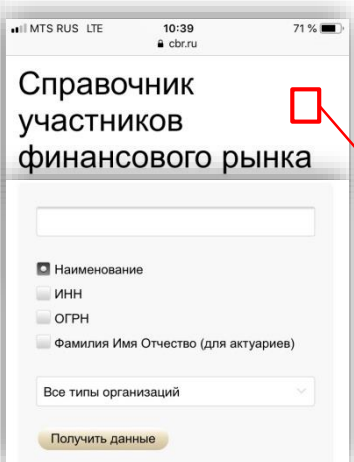 MTS RUS LTE 10:39 71 %
cbr.ru
Справочник
участников
финансового рынка
Наименование
ИНН
ОГРН
Фамилия Имя Отчество (для актуариев)
Все типы организаций
Получить данные